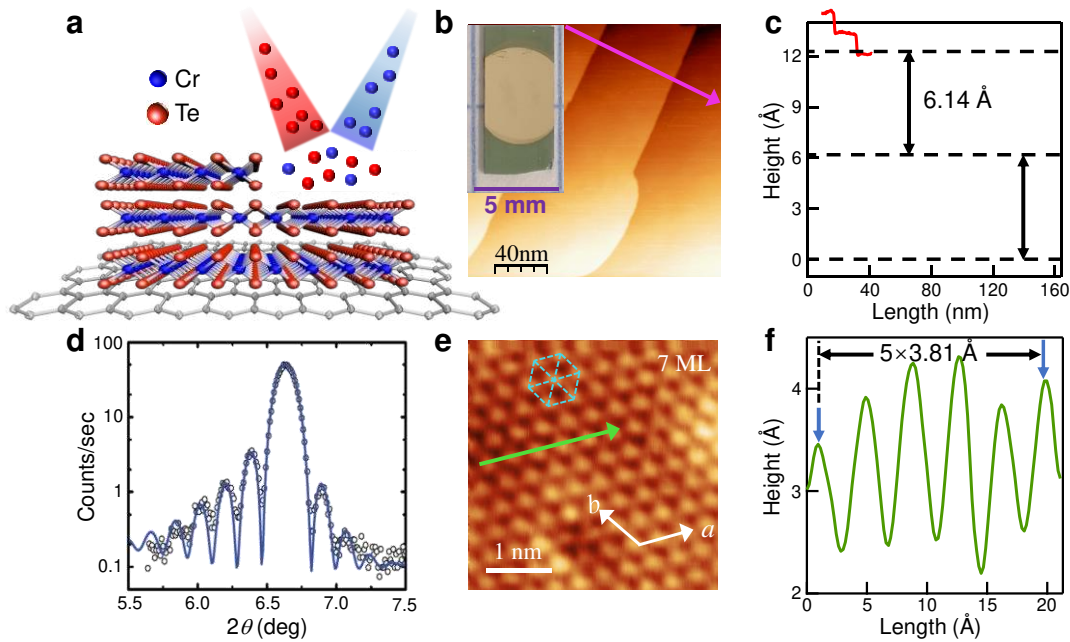 a
Cr
Te
b
5 mm
40nm
c
Height (Å)
12
9
6
3
0
6.14 Å
0 40 80 120 160
Length (nm)
d
Counts/sec
100
10
1
0.1
5.5 6.0 6.5 7.0 7.5
2θ (deg)
e
7 ML
b
a
1 nm
f
5×3.81 Å
Height (Å)
4
3
2
0 5 10 15 20
Length (Å)